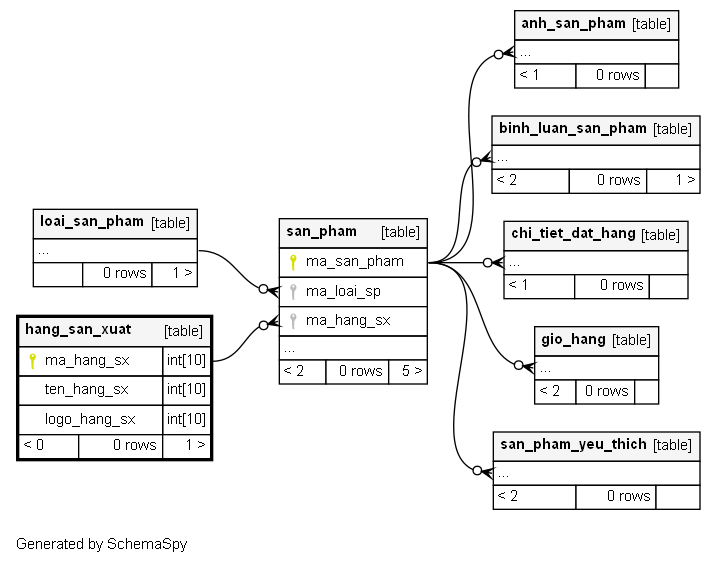 anh_san_pham [table]
...
< 1 0 rows
binh_luan_san_pham [table]
...
< 2 0 rows 1 >
loai_san_pham [table]
...
0 rows 1 >
san_pham [table]
ma_san_pham
ma_loai_sp
ma_hang_sx
...
< 2 0 rows 5 >
chi_tiet_dat_hang [table]
...
< 1 0 rows
hang_san_xuat [table]
ma_hang_sx int[10]
ten_hang_sx int[10]
logo_hang_sx int[10]
< 0 0 rows 1 >
gio_hang [table]
...
< 2 0 rows
san_pham_yeu_thich [table]
...
< 2 0 rows
Generated by SchemaSpy